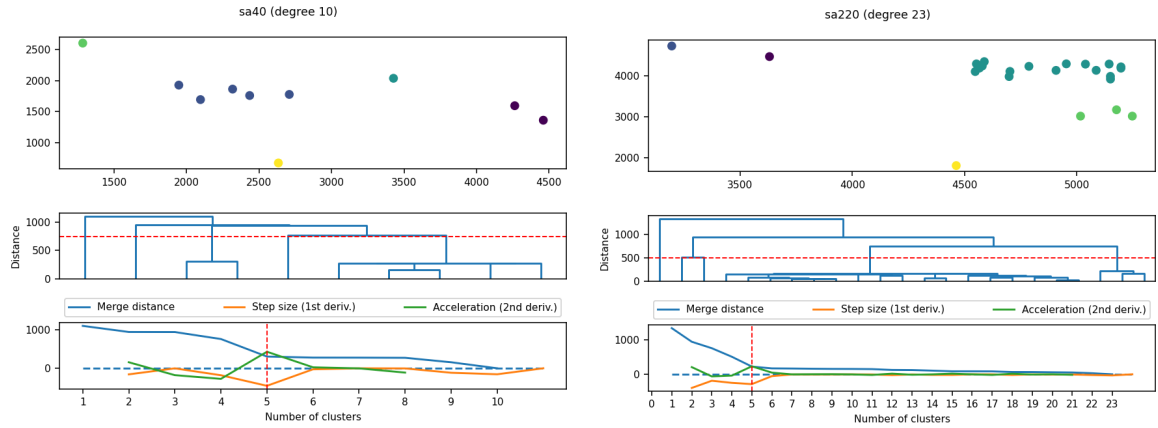 sa40 (degree 10)
2500
2000
1500
1000
1500 2000 2500 3000 3500 4000 4500
Distance
1000
500
0
Merge distance Step size (1st deriv.) Acceleration (2nd deriv.)
1000
0
1 2 3 4 5 6 7 8 9 10
Number of clusters
sa220 (degree 23)
4000
3000
2000
3500 4000 4500 5000
Distance
1000
500
0
Merge distance Step size (1st deriv.) Acceleration (2nd deriv.)
1000
0
0 1 2 3 4 5 6 7 8 9 10 11 12 13 14 15 16 17 18 19 20 21 22 23
Number of clusters